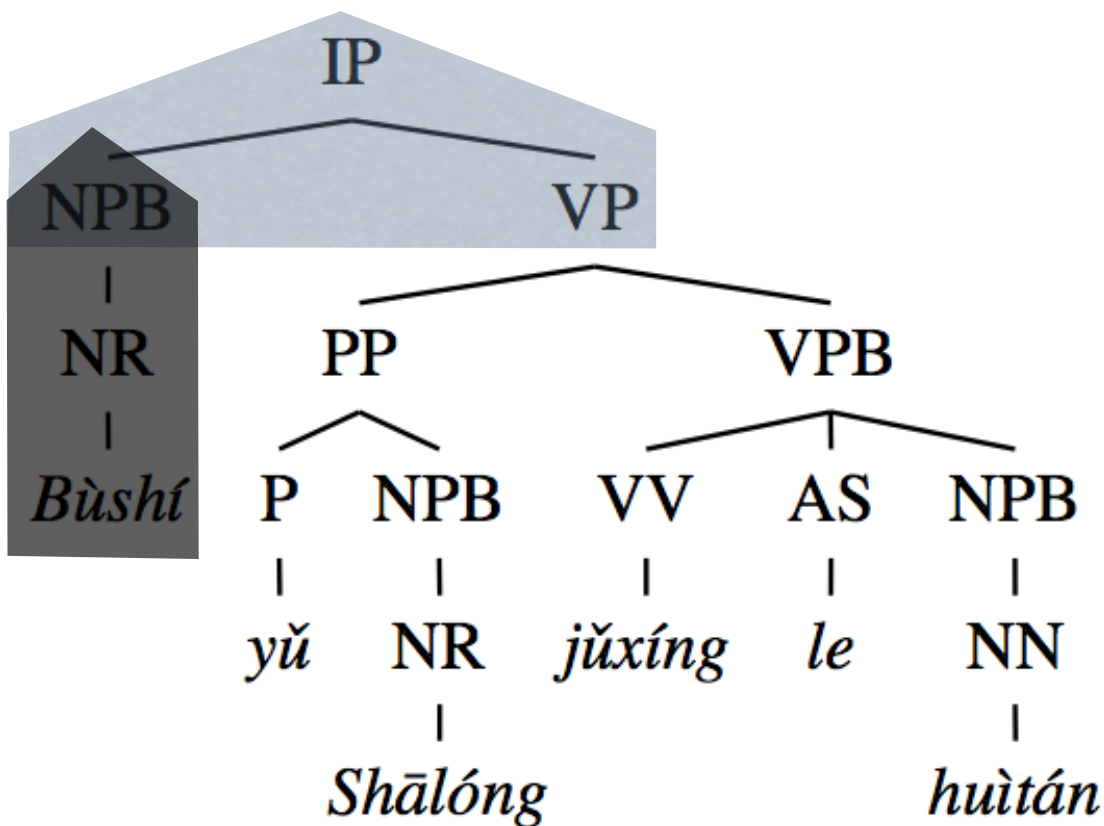 IP
NPB VP
NR PP VPB
Bùshí P NPB VV AS NPB
yǔ NR jǔxíng le NN
Shālóng huìtán